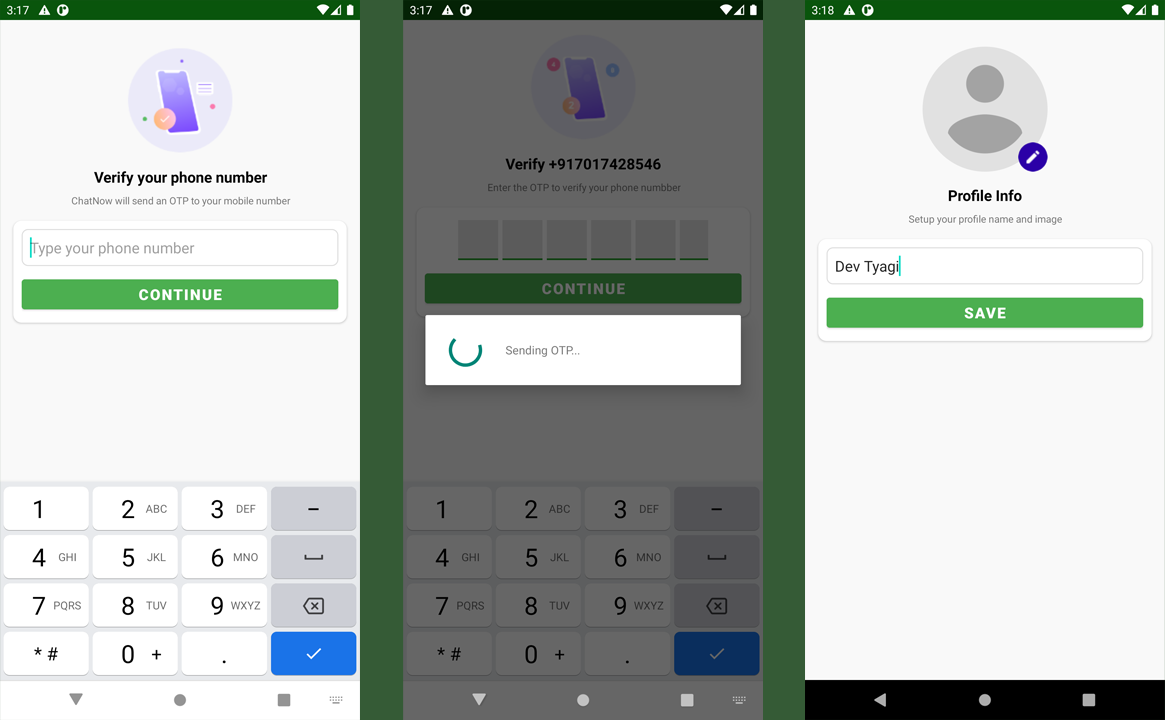 3:17
Verify your phone number
ChatNow will send an OTP to your mobile number
Type your phone number
CONTINUE
1
2 ABC
3 DEF
–
4 GHI
5 JKL
6 MNO
7 PQRS
8 TUV
9 WXYZ
* #
0 +
.
3:17
4
8
2
Verify +917017428546
Enter the OTP to verify your phone numbber
CONTINUE
Sending OTP...
1
2 ABC
3 DEF
–
4 GHI
5 JKL
6 MNO
7 PQRS
8 TUV
9 WXYZ
* #
0 +
.
3:18
Profile Info
Setup your profile name and image
Dev Tyagi
SAVE